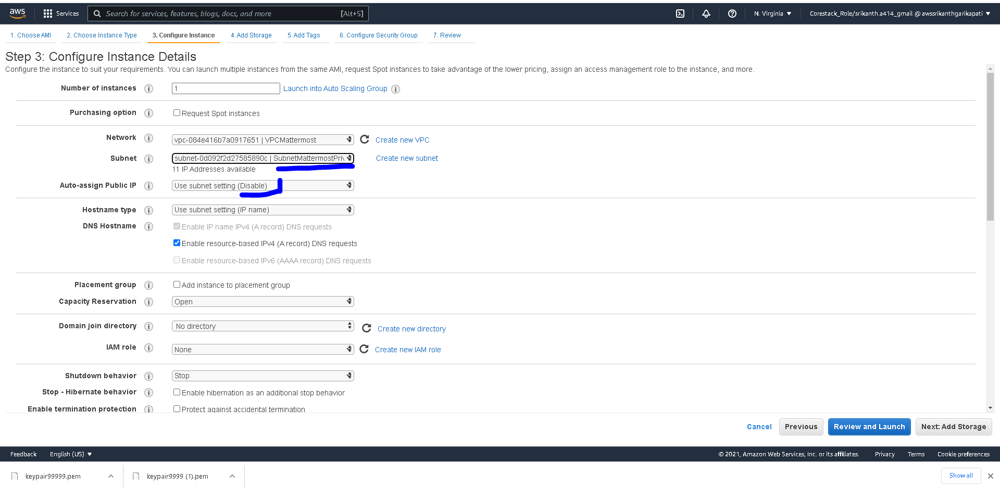 aws Services Search for services, features, blogs, docs, and more [Alt+S] N. Virginia Corestack_Role/srikanth.a414_gmail @ awssrikanthgarikapati
1. Choose AMI 2. Choose Instance Type 3. Configure Instance 4. Add Storage 5. Add Tags 6. Configure Security Group 7. Review
Step 3: Configure Instance Details
Configure the instance to suit your requirements. You can launch multiple instances from the same AMI, request Spot instances to take advantage of the lower pricing, assign an access management role to the instance, and more.
Number of instances 1 Launch into Auto Scaling Group
Purchasing option Request Spot instances
Network vpc-084e416b7a0917651 | VPCMattermost Create new VPC
Subnet subnet-0d092f2d27585890c | SubnetMattermostPriv Create new subnet
11 IP Addresses available
Auto-assign Public IP Use subnet setting (Disable)
Hostname type Use subnet setting (IP name)
DNS Hostname Enable IP name IPv4 (A record) DNS requests
Enable resource-based IPv4 (A record) DNS requests
Enable resource-based IPv6 (AAAA record) DNS requests
Placement group Add instance to placement group
Capacity Reservation Open
Domain join directory No directory Create new directory
IAM role None Create new IAM role
Shutdown behavior Stop
Stop - Hibernate behavior Enable hibernation as an additional stop behavior
Enable termination protection Protect against accidental termination
Cancel Previous Review and Launch Next: Add Storage
Feedback English (US) © 2021, Amazon Web Services, Inc. or its affiliates. Privacy Terms Cookie preferences
keypair99999.pem keypair9999 (1).pem Show all